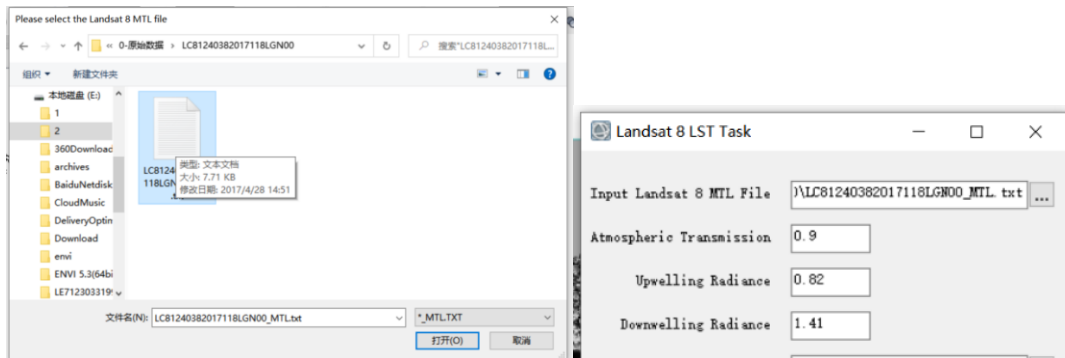 Please select the Landsat 8 MTL file
« 0-原始数据 › LC81240382017118LGN00
搜索"LC81240382017118L...
组织
新建文件夹
本地磁盘 (E:)
1
2
360Download
archives
BaiduNetdisk
CloudMusic
DeliveryOptin
Download
envi
ENVI 5.3(64bi
LE712303319
LC8124
118LGN
类型: 文本文档
大小: 7.71 KB
修改日期: 2017/4/28 14:51
文件名(N): LC81240382017118LGN00_MTL.txt
*_MTL.TXT
打开(O)
取消
Landsat 8 LST Task
Input Landsat 8 MTL File )\LC81240382017118LGN00_MTL.txt ...
Atmospheric Transmission 0.9
Upwelling Radiance 0.82
Downwelling Radiance 1.41